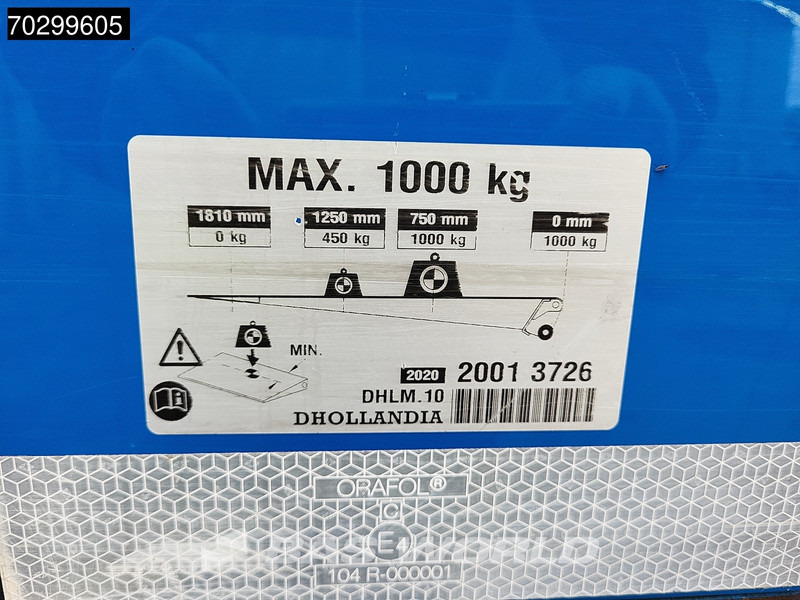 70299605
MAX. 1000 kg
1810 mm 1250 mm 750 mm 0 mm
0 kg 450 kg 1000 kg 1000 kg
MIN.
2020 2001 3726
DHLM.10
DHOLLANDIA
ORAFOL®
C
E4
104 R-000001